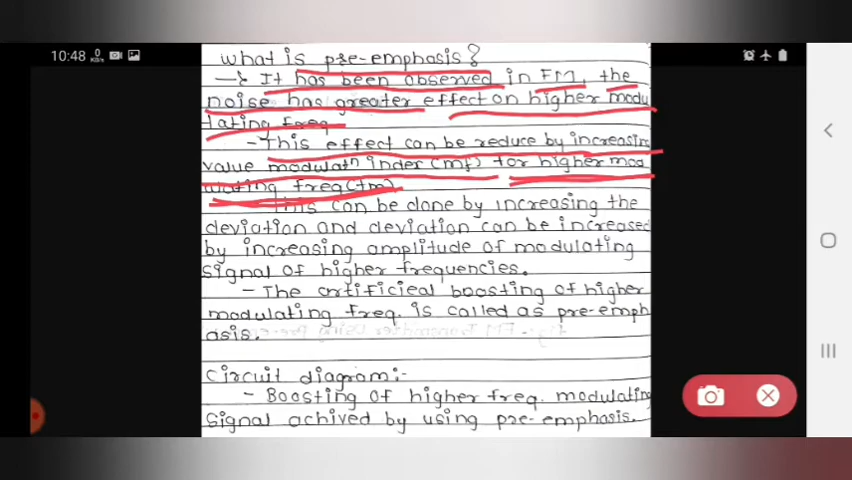 10:48 0 KB/s
What is pre-emphasis?
→ It has been observed in FM, the
noise has greater effect on higher modu
lating freq
- This effect can be reduce by increasin
value modulatn index (mf) for higher mod
ulating freq (fm)
This can be done by increasing the
deviation and deviation can be increased
by increasing amplitude of modulating
signal of higher frequencies.
- The artificieal boosting of higher
modulating freq. is called as pre-emph
asis.
Circuit diagram:-
- Boosting of higher freq. modulatin
signal achived by using pre-emphasis.